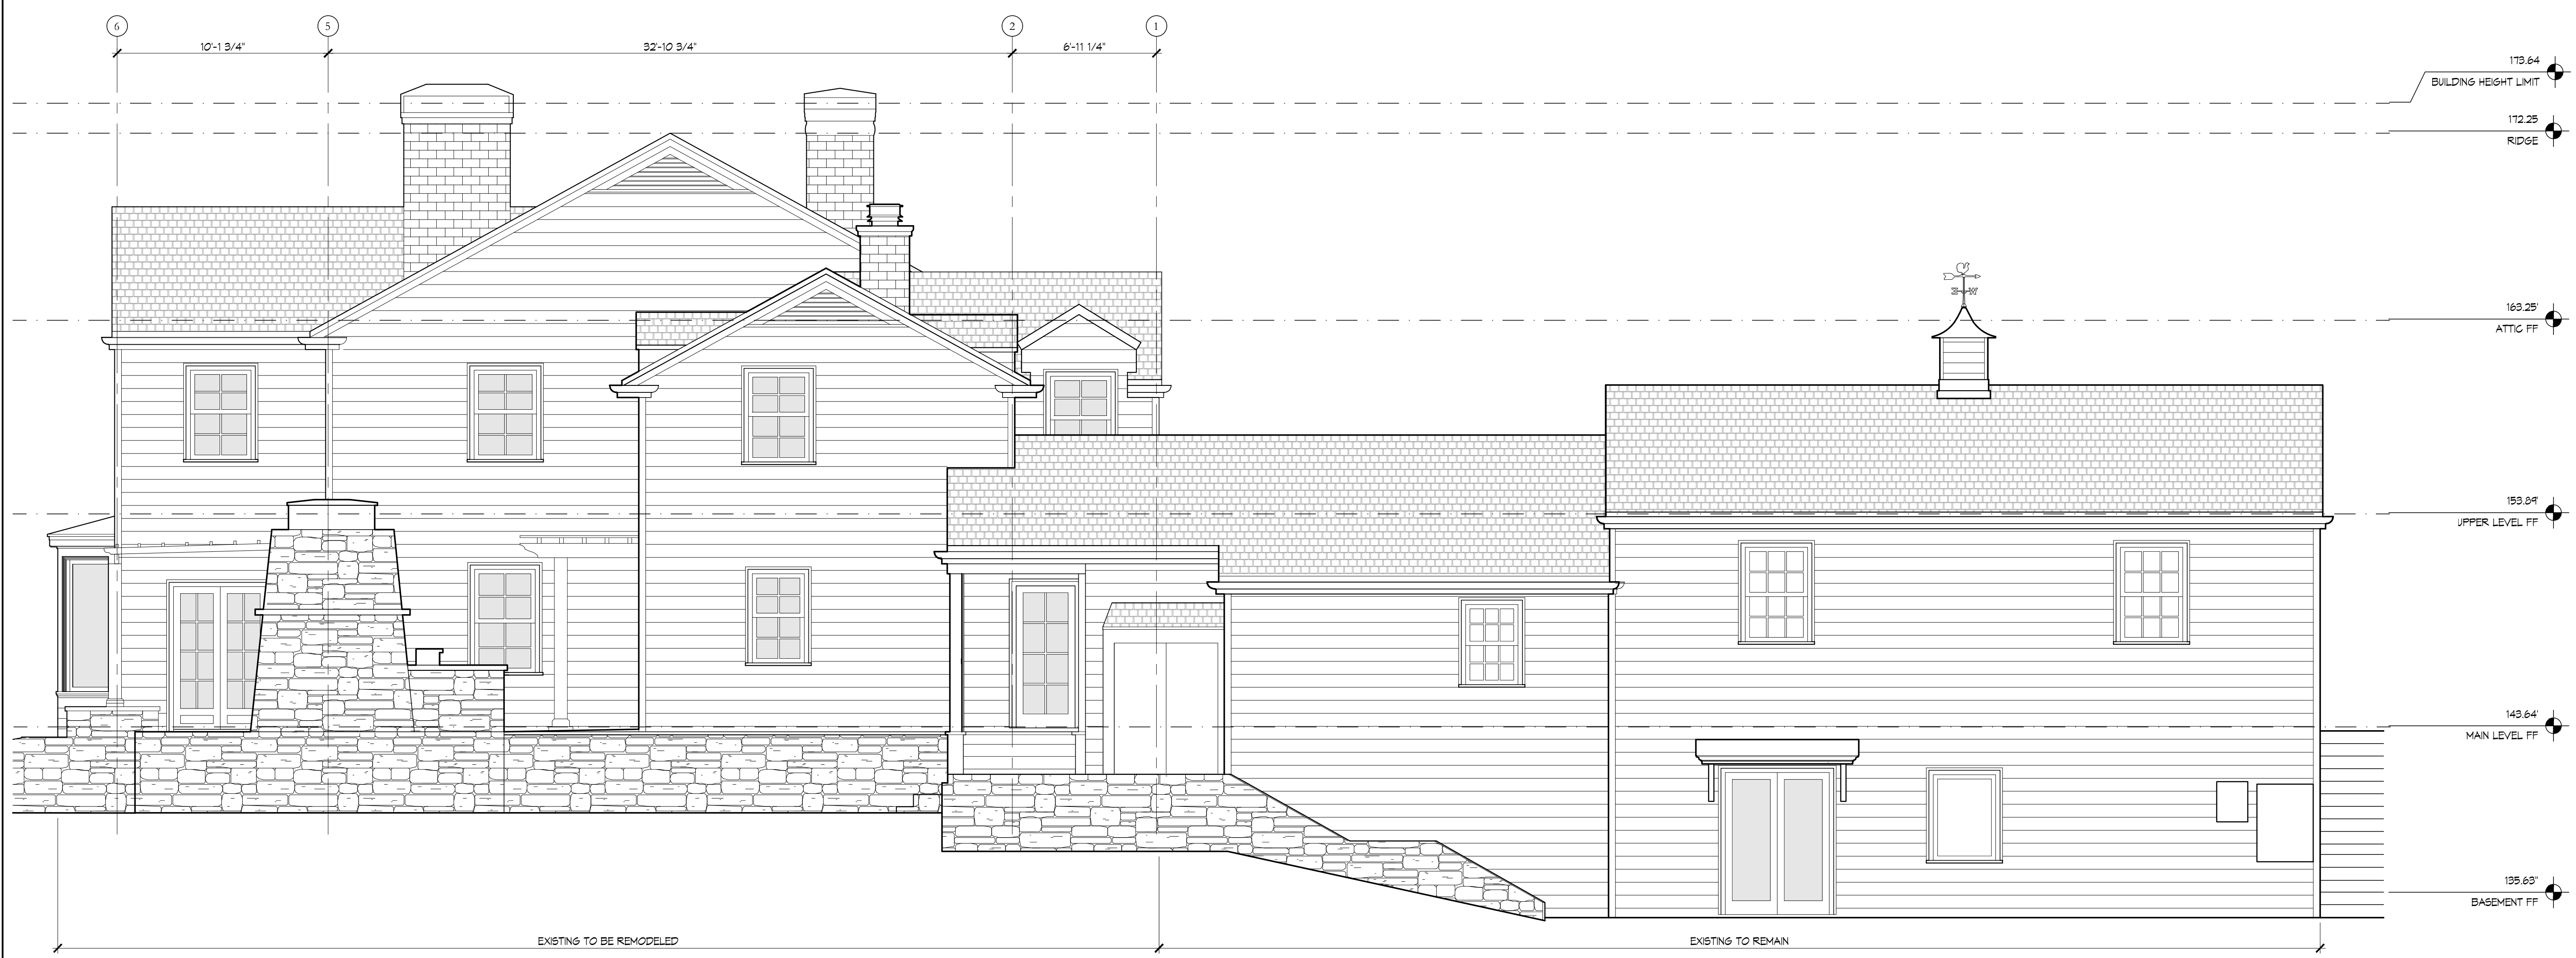 6
5
2
1
10'-1 3/4"
32'-10 3/4"
6'-11 1/4"
173.64
BUILDING HEIGHT LIMIT
172.25
RIDGE
163.25'
ATTIC FF
153.89'
UPPER LEVEL FF
143.64'
MAIN LEVEL FF
135.63"
BASEMENT FF
EXISTING TO BE REMODELED
EXISTING TO REMAIN